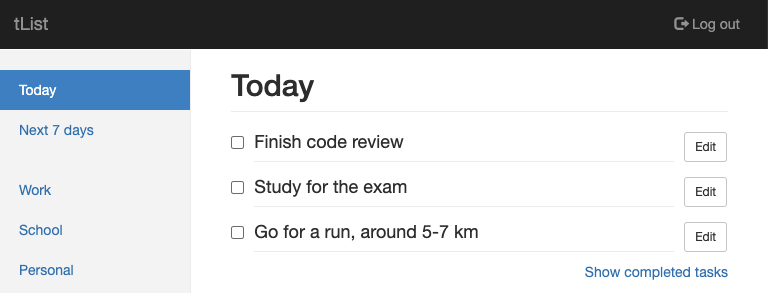 tList
Log out
Today
Next 7 days
Work
School
Personal
Today
Finish code review
Edit
Study for the exam
Edit
Go for a run, around 5-7 km
Edit
Show completed tasks